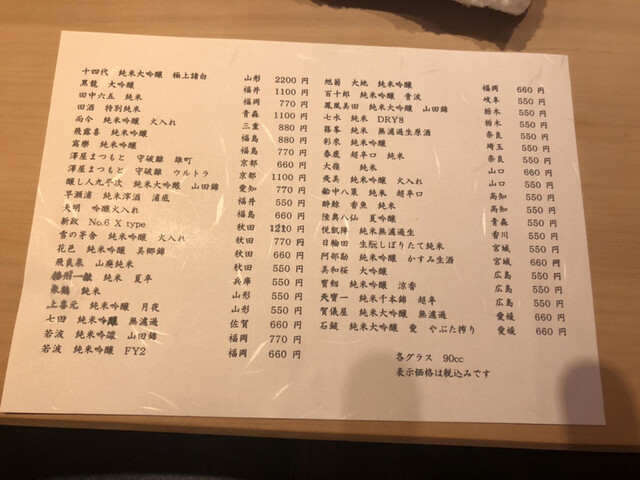 十四代 純米大吟醸 極上諸白 山形 2200 円
黒龍 大吟醸 福井 1100 円
田中六五 純米 福岡 770 円
田酒 特別純米 青森 1100 円
而今 純米吟醸 火入れ 三重 880 円
飛露喜 純米吟醸 福島 880 円
寫樂 純米吟醸 福島 770 円
澤屋まつもと 守破離 雄町 京都 660 円
澤屋まつもと 守破離 ウルトラ 京都 1100 円
醸し人九平次 純米大吟醸 山田錦 愛知 770 円
早瀬浦 純米滓酒 浦底 福井 550 円
天明 吟醸火入れ 福島 660 円
新政 No.6 X type 秋田 1210 円
雪の茅舎 純米吟醸 火入れ 秋田 770 円
花邑 純米吟醸 美郷錦 秋田 660 円
飛良泉 山廃純米 秋田 550 円
播州一献 純米 夏辛 兵庫 550 円
純米 山形 550 円
上喜元 純米吟醸 月夜 山形 550 円
七田 純米吟醸 無濾過 佐賀 660 円
若波 純米吟醸 山田錦 福岡 770 円
若波 純米吟醸 FY2 福岡 660 円
旭菊 大地 純米吟醸 福岡 660 円
百十郎 純米吟醸 青波 岐阜 550 円
鳳凰美田 純米大吟醸 山田錦 栃木 550 円
七水 純米 DRY8 栃木 550 円
篠峯 純米 無濾過生原酒 奈良 550 円
彩來 純米吟醸 埼玉 550 円
春鹿 超辛口 純米 奈良 550 円
大嶺 純米 山口 660 円
純米吟醸 火入れ 山口 550 円
船中八策 純米 超辛口 高知 550 円
酔鯨 香魚 純米 高知 550 円
陸奥八仙 夏吟醸 青森 550 円
悦凱陣 純米無濾過生 香川 550 円
日輪田 生酛しぼりたて純米 宮城 550 円
阿部勘 純米吟醸 かすみ生酒 宮城 660 円
美和桜 大吟醸 広島 550 円
寳剱 純米吟醸 涼香 広島 550 円
天寶一 純米千本錦 超辛 広島 550 円
賀儀屋 純米大吟醸 無濾過 愛媛 550 円
石鎚 純米大吟醸 愛 やぶた搾り 愛媛 660 円
各グラス 90cc
表示価格は税込みです